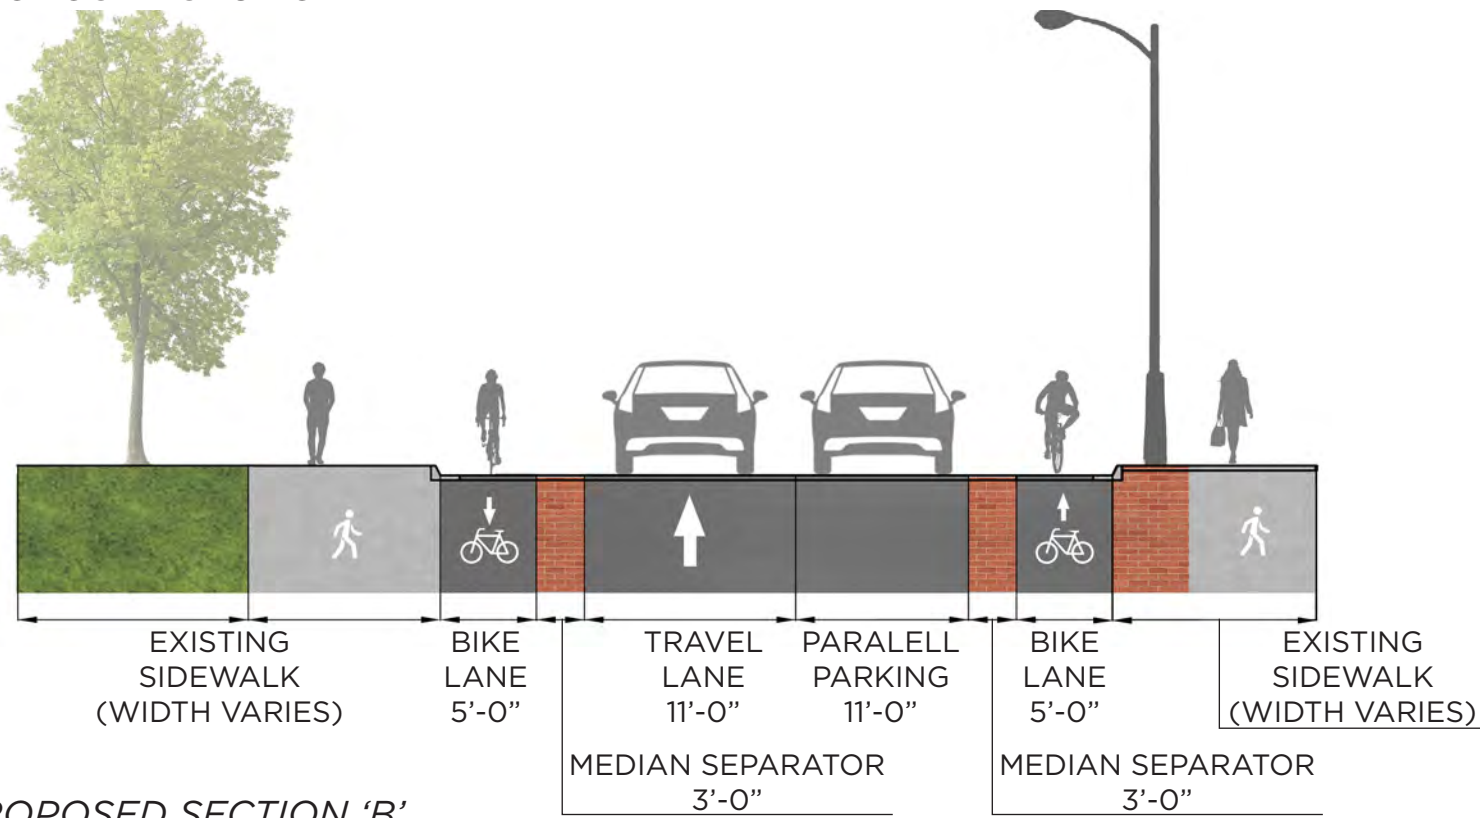 EXISTING
SIDEWALK
(WIDTH VARIES)
BIKE
LANE
5'-0"
TRAVEL
LANE
11'-0"
PARALELL
PARKING
11'-0"
BIKE
LANE
5'-0"
EXISTING
SIDEWALK
(WIDTH VARIES)
MEDIAN SEPARATOR
3'-0"
MEDIAN SEPARATOR
3'-0"
SECTION 'B'